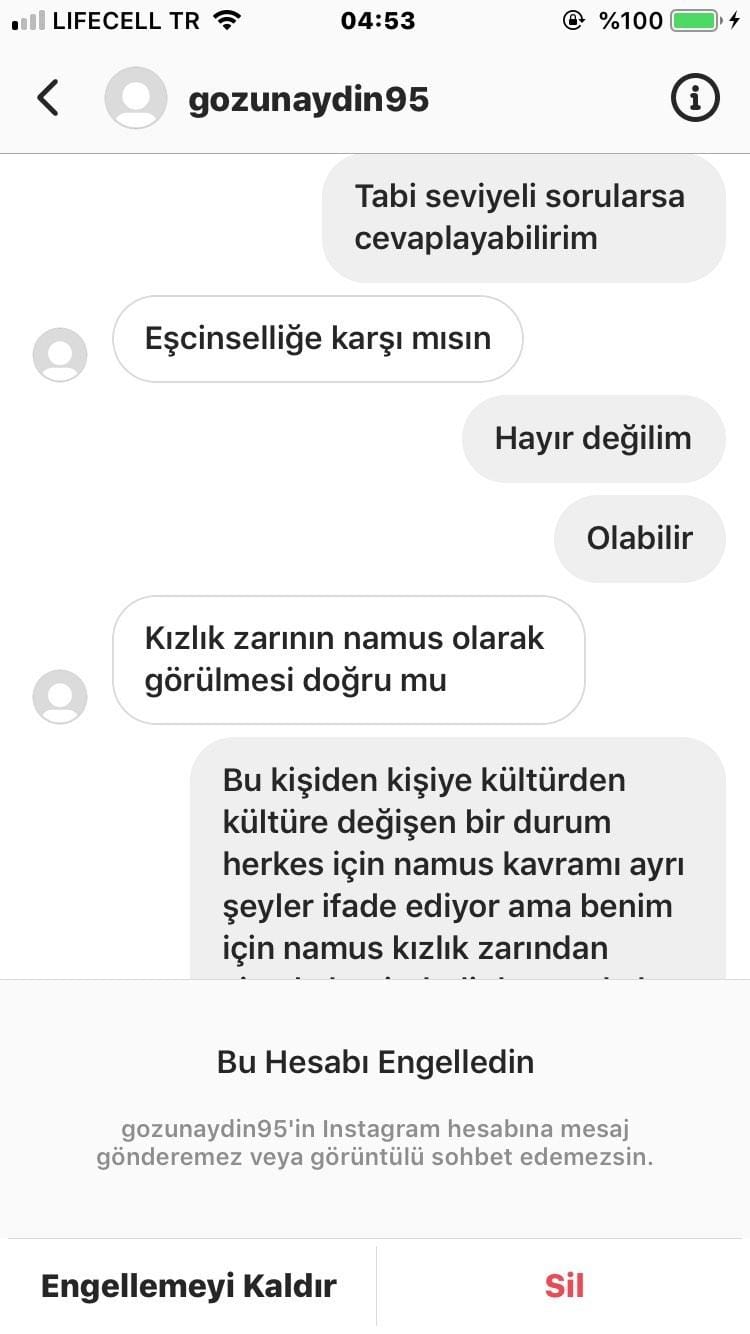 LIFECELL TR 04:53 %100
gozunaydin95
Tabi seviyeli sorularsa
cevaplayabilirim
Eşcinselliğe karşı mısın
Hayır değilim
Olabilir
Kızlık zarının namus olarak
görülmesi doğru mu
Bu kişiden kişiye kültürden
kültüre değişen bir durum
herkes için namus kavramı ayrı
şeyler ifade ediyor ama benim
için namus kızlık zarından
Bu Hesabı Engelledin
gozunaydin95'in Instagram hesabına mesaj
gönderemez veya görüntülü sohbet edemezsin.
Engellemeyi Kaldır
Sil